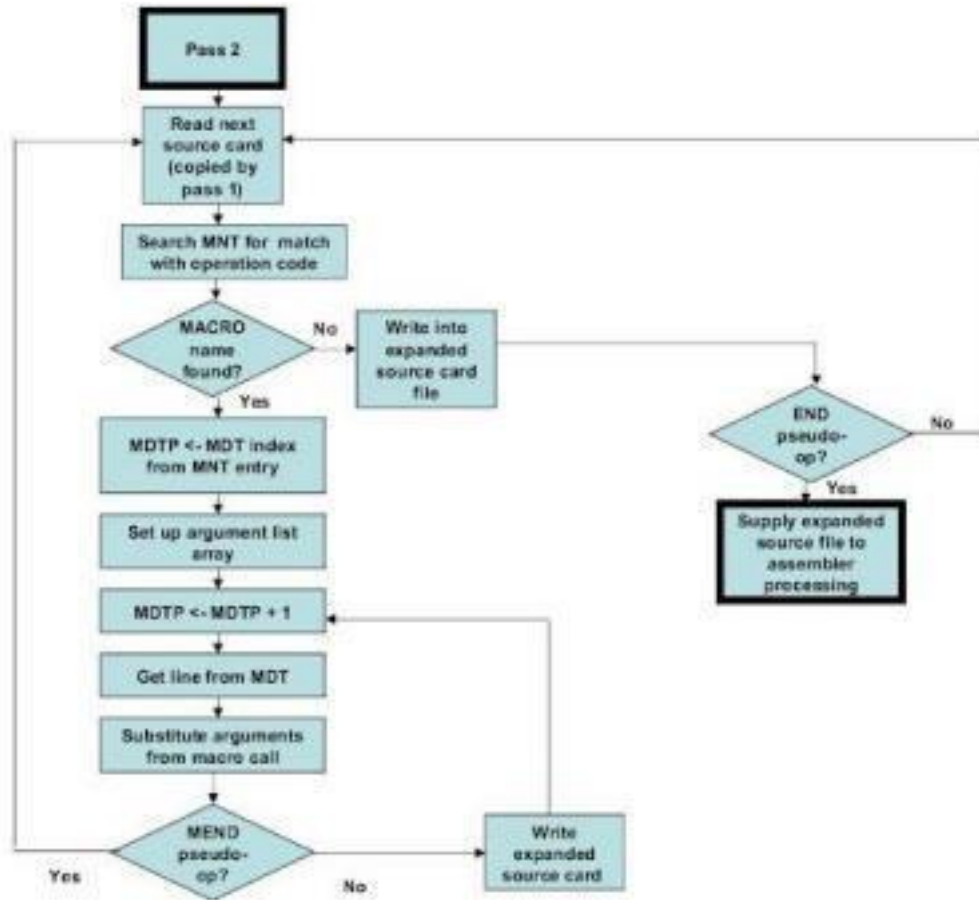 Pass 2
Read next
source card
(copied by
pass 1)
Search MNT for match
with operation code
MACRO
name
found?
No
Write into
expanded
source card
file
Yes
END
pseudo-
op?
No
Yes
Supply expanded
source file to
assembler
processing
MDTP <- MDT index
from MNT entry
Set up argument list
array
MDTP <- MDTP + 1
Get line from MDT
Substitute arguments
from macro call
MEND
pseudo-
op?
Yes
No
Write
expanded
source card